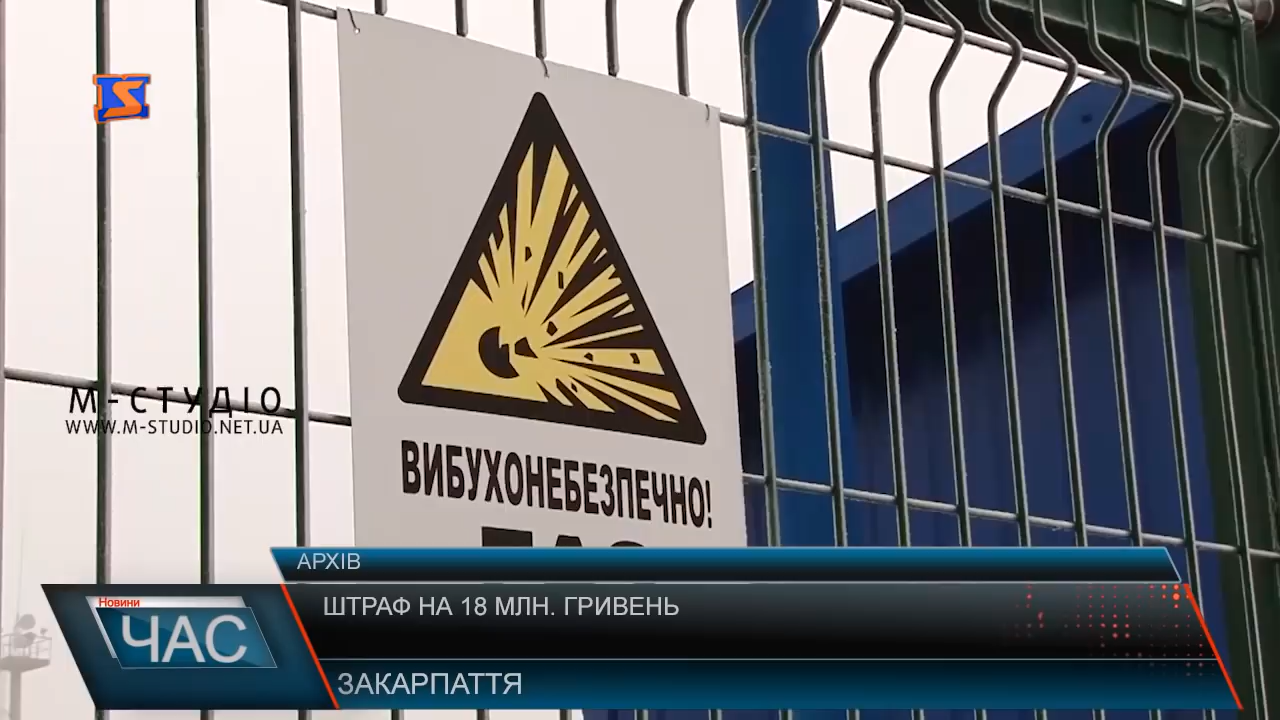 М-СТУДІО
WWW.M-STUDIO.NET.UA
ВИБУХОНЕБЕЗПЕЧНО!
АРХІВ
Новини
ЧАС
ШТРАФ НА 18 МЛН. ГРИВЕНЬ
ЗАКАРПАТТЯ